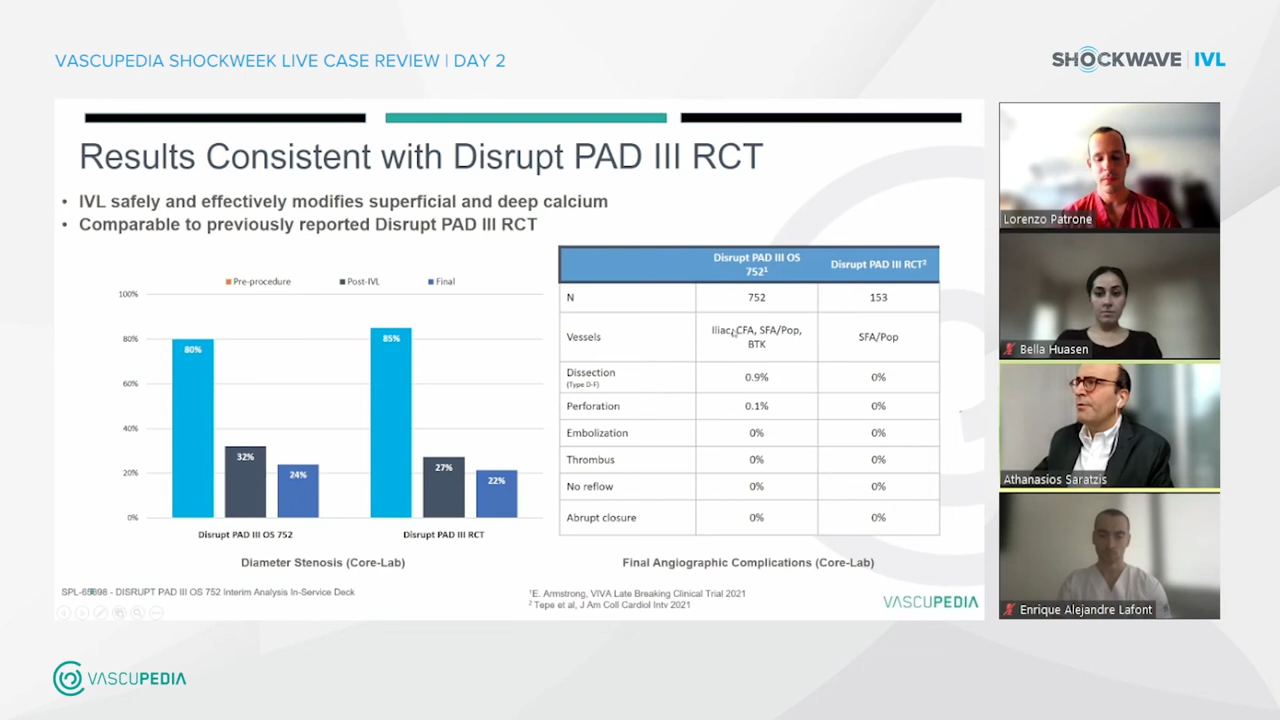 VASCUPEDIA SHOCKWEEK LIVE CASE REVIEW | DAY 2
SHOCKWAVE | IVL
Results Consistent with Disrupt PAD III RCT
• IVL safely and effectively modifies superficial and deep calcium
• Comparable to previously reported Disrupt PAD III RCT
Pre-procedure Post-IVL Final
100%
80%
60%
40%
20%
0%
80%
32%
24%
85%
27%
22%
Disrupt PAD III OS 752 Disrupt PAD III RCT
Diameter Stenosis (Core-Lab)
Disrupt PAD III OS
752¹
Disrupt PAD III RCT²
N 752 153
Vessels Iliac, CFA, SFA/Pop,
BTK
SFA/Pop
Dissection
(Type D-F)
0.9% 0%
Perforation 0.1% 0%
Embolization 0% 0%
Thrombus 0% 0%
No reflow 0% 0%
Abrupt closure 0% 0%
Final Angiographic Complications (Core-Lab)
- DISRUPT PAD III OS 752 Interim Analysis In-Service Deck
¹E. Armstrong, VIVA Late Breaking Clinical Trial 2021
² Tepe et al, J Am Coll Cardiol Intv 2021
VASCUPEDIA
Lorenzo Patrone
Bella Huasen
Athanasios Saratzis
Enrique Alejandre Lafont
VASCUPEDIA